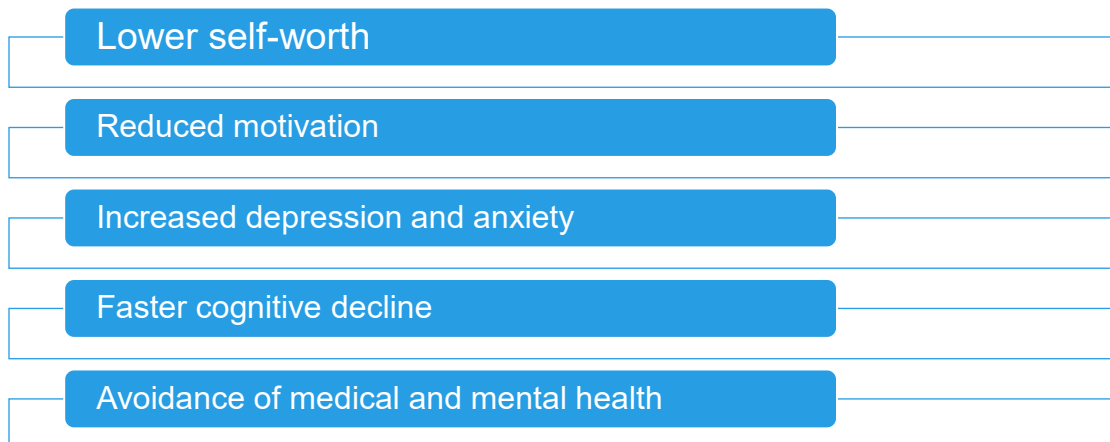 Lower self-worth
Reduced motivation
Increased depression and anxiety
Faster cognitive decline
Avoidance of medical and mental health